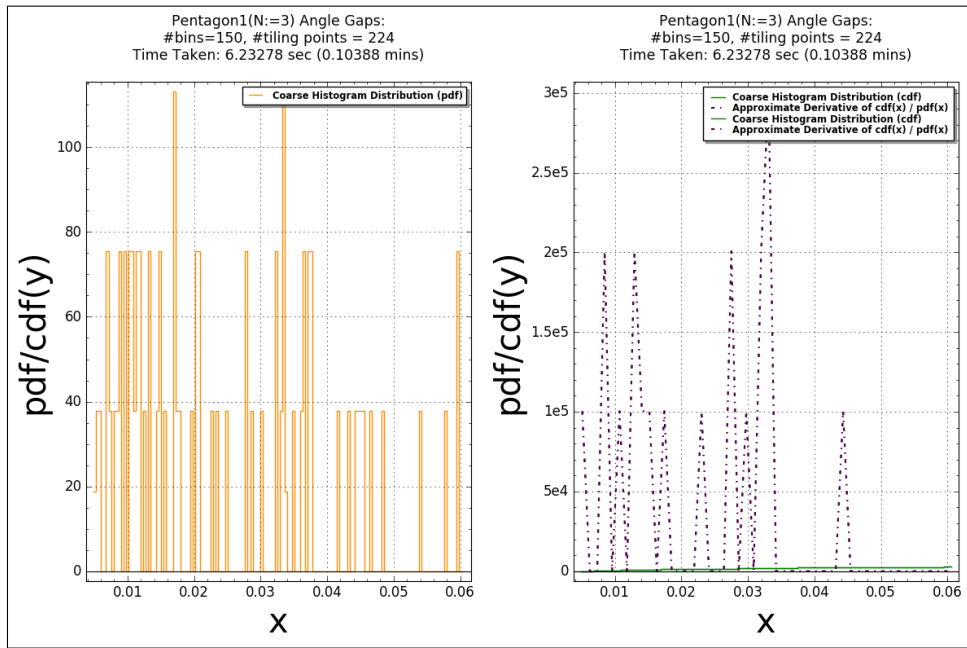 Pentagon1(N:=3) Angle Gaps:
#bins=150, #tiling points = 224
Time Taken: 6.23278 sec (0.10388 mins)
Coarse Histogram Distribution (pdf)
100
80
60
40
20
0
pdf/cdf(y)
0.01 0.02 0.03 0.04 0.05 0.06
x
Pentagon1(N:=3) Angle Gaps:
#bins=150, #tiling points = 224
Time Taken: 6.23278 sec (0.10388 mins)
Coarse Histogram Distribution (cdf)
Approximate Derivative of cdf(x) / pdf(x)
Coarse Histogram Distribution (cdf)
Approximate Derivative of cdf(x) / pdf(x)
3e5
2.5e5
2e5
1.5e5
1e5
5e4
0
pdf/cdf(y)
0.01 0.02 0.03 0.04 0.05 0.06
x